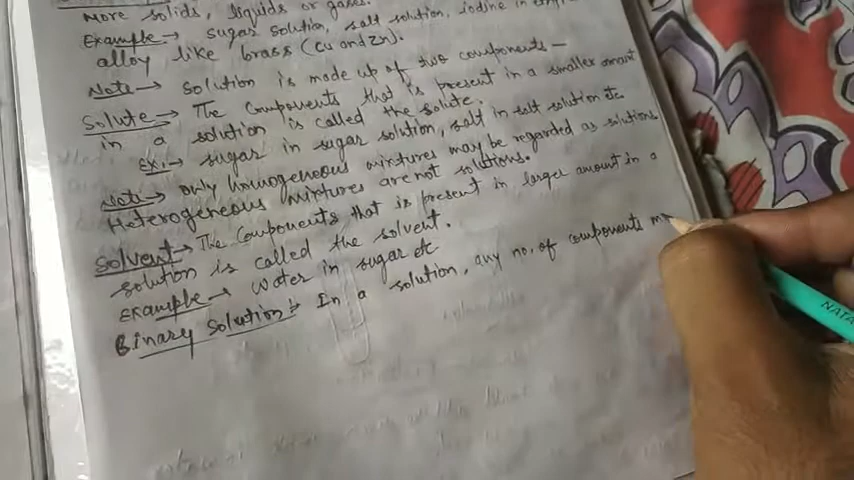 more solids, liquids or gases.
Example→ sugar solution, salt solution, iodine in
alloy like brass (Cu and Zn).
Note→ Solution is made up of two components—
Solute→ The Components that is present in a smaller amount
in a solution is called the solute.
Ex:→ sugar in sugar solution, salt in salt solution etc.
Note→ only homogeneous mixtures may be regarded as solutions.
Heterogeneous mixtures are not solutions.
Solvent→ The Components that is present in larger amount in a
solution is called the solvent.
Example→ Water in sugar etc
Binary solution:→ In a solution, any no. of components
NATA